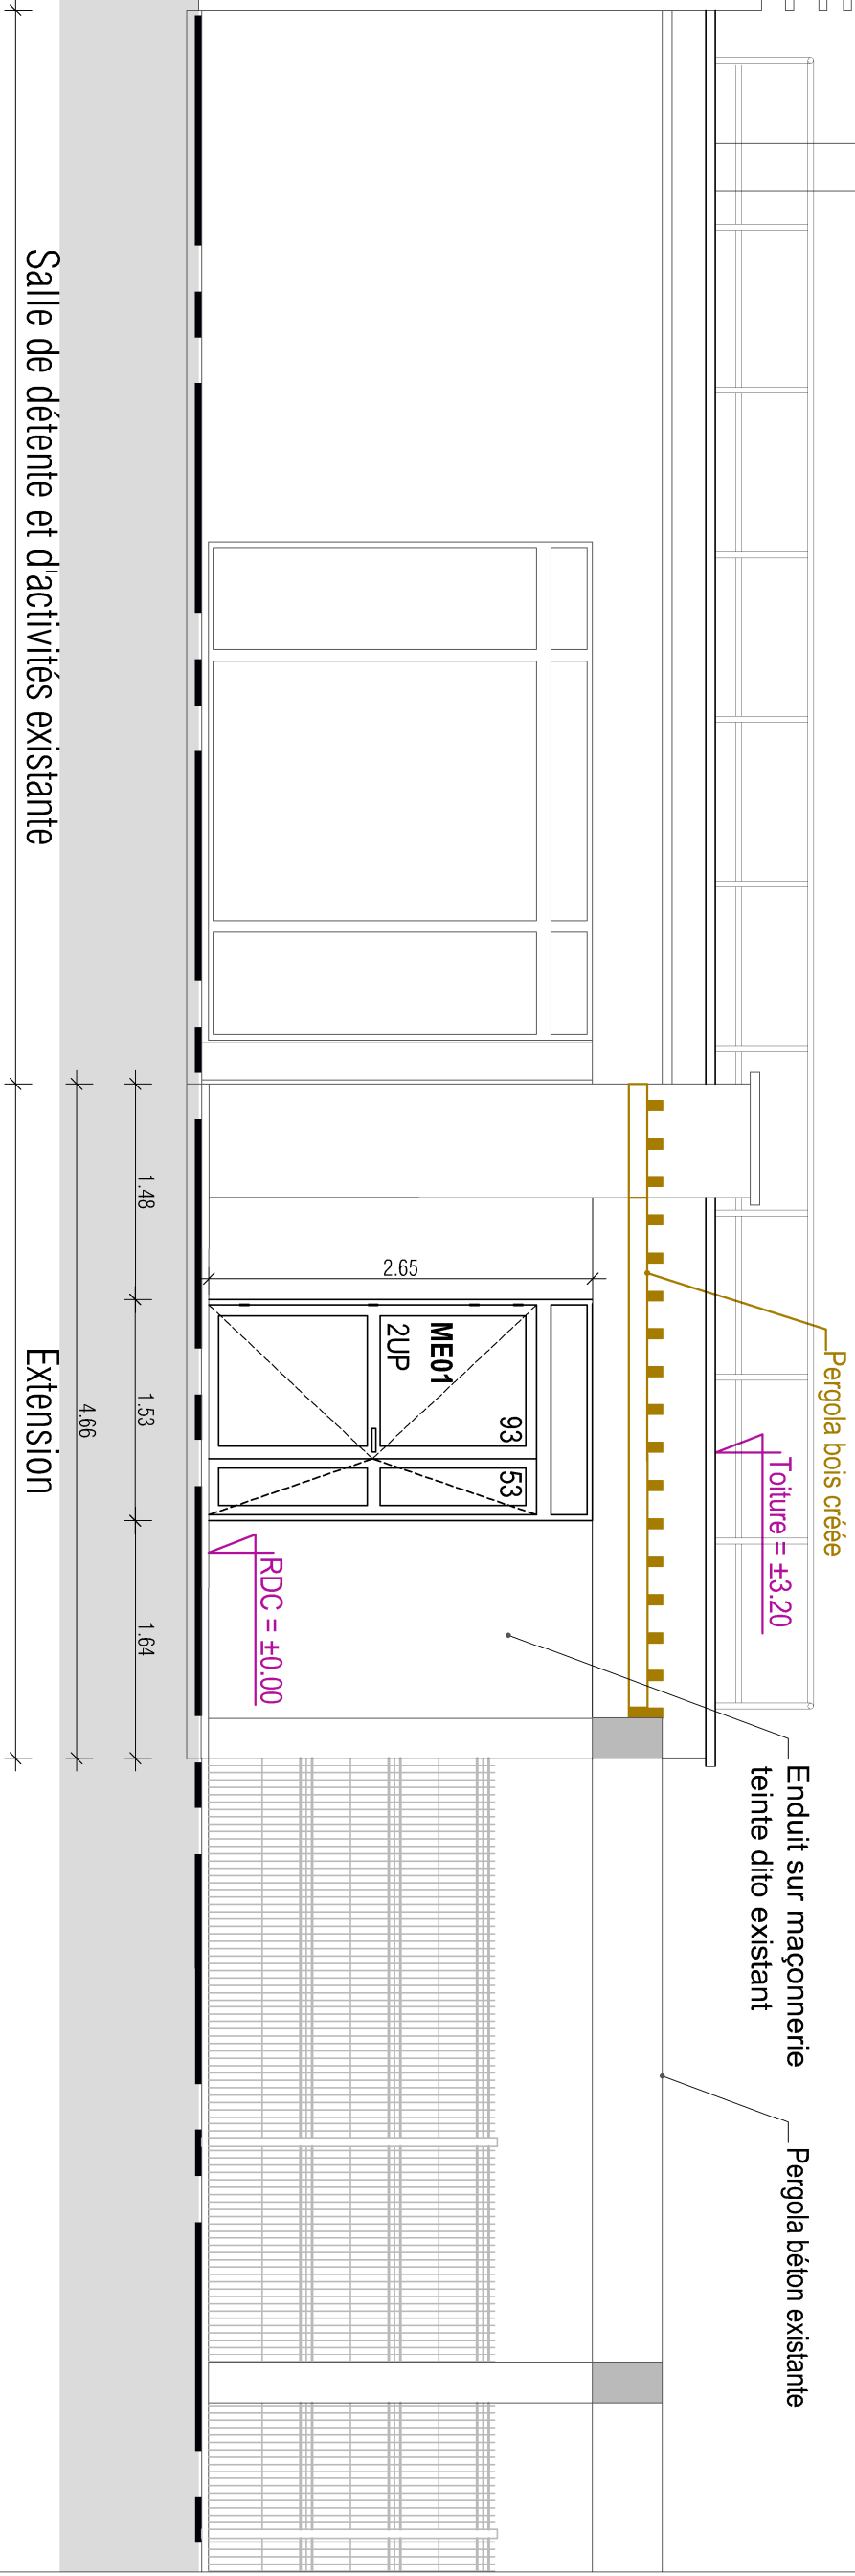 Pergola bois créée
Toiture = ±3.20
Enduit sur maçonnerie
teinte dito existant
Pergola béton existante
2.65
ME01
2UP
93
53
RDC = ±0.00
1.48
1.53
1.64
4.66
Salle de détente et d'activités existante
Extension